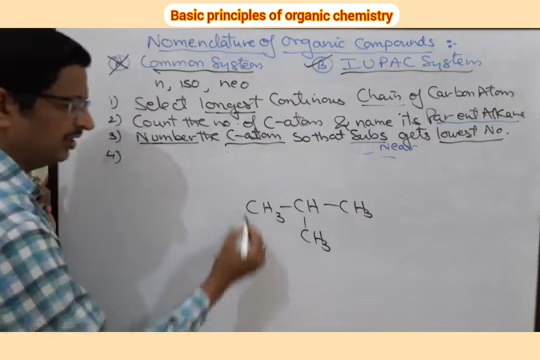 Basic principles of organic chemistry
Nomenclature of Organic Compounds :-
A Common System B IUPAC System
n, iso, neo
1) Select longest Continous Chain of Carbon Atom
2) Count the no. of C-atom & name its Parent Alkane
3) Number the C-atom so that Subs gets lowest No.
Near
4)
CH3-CH-CH3
CH3